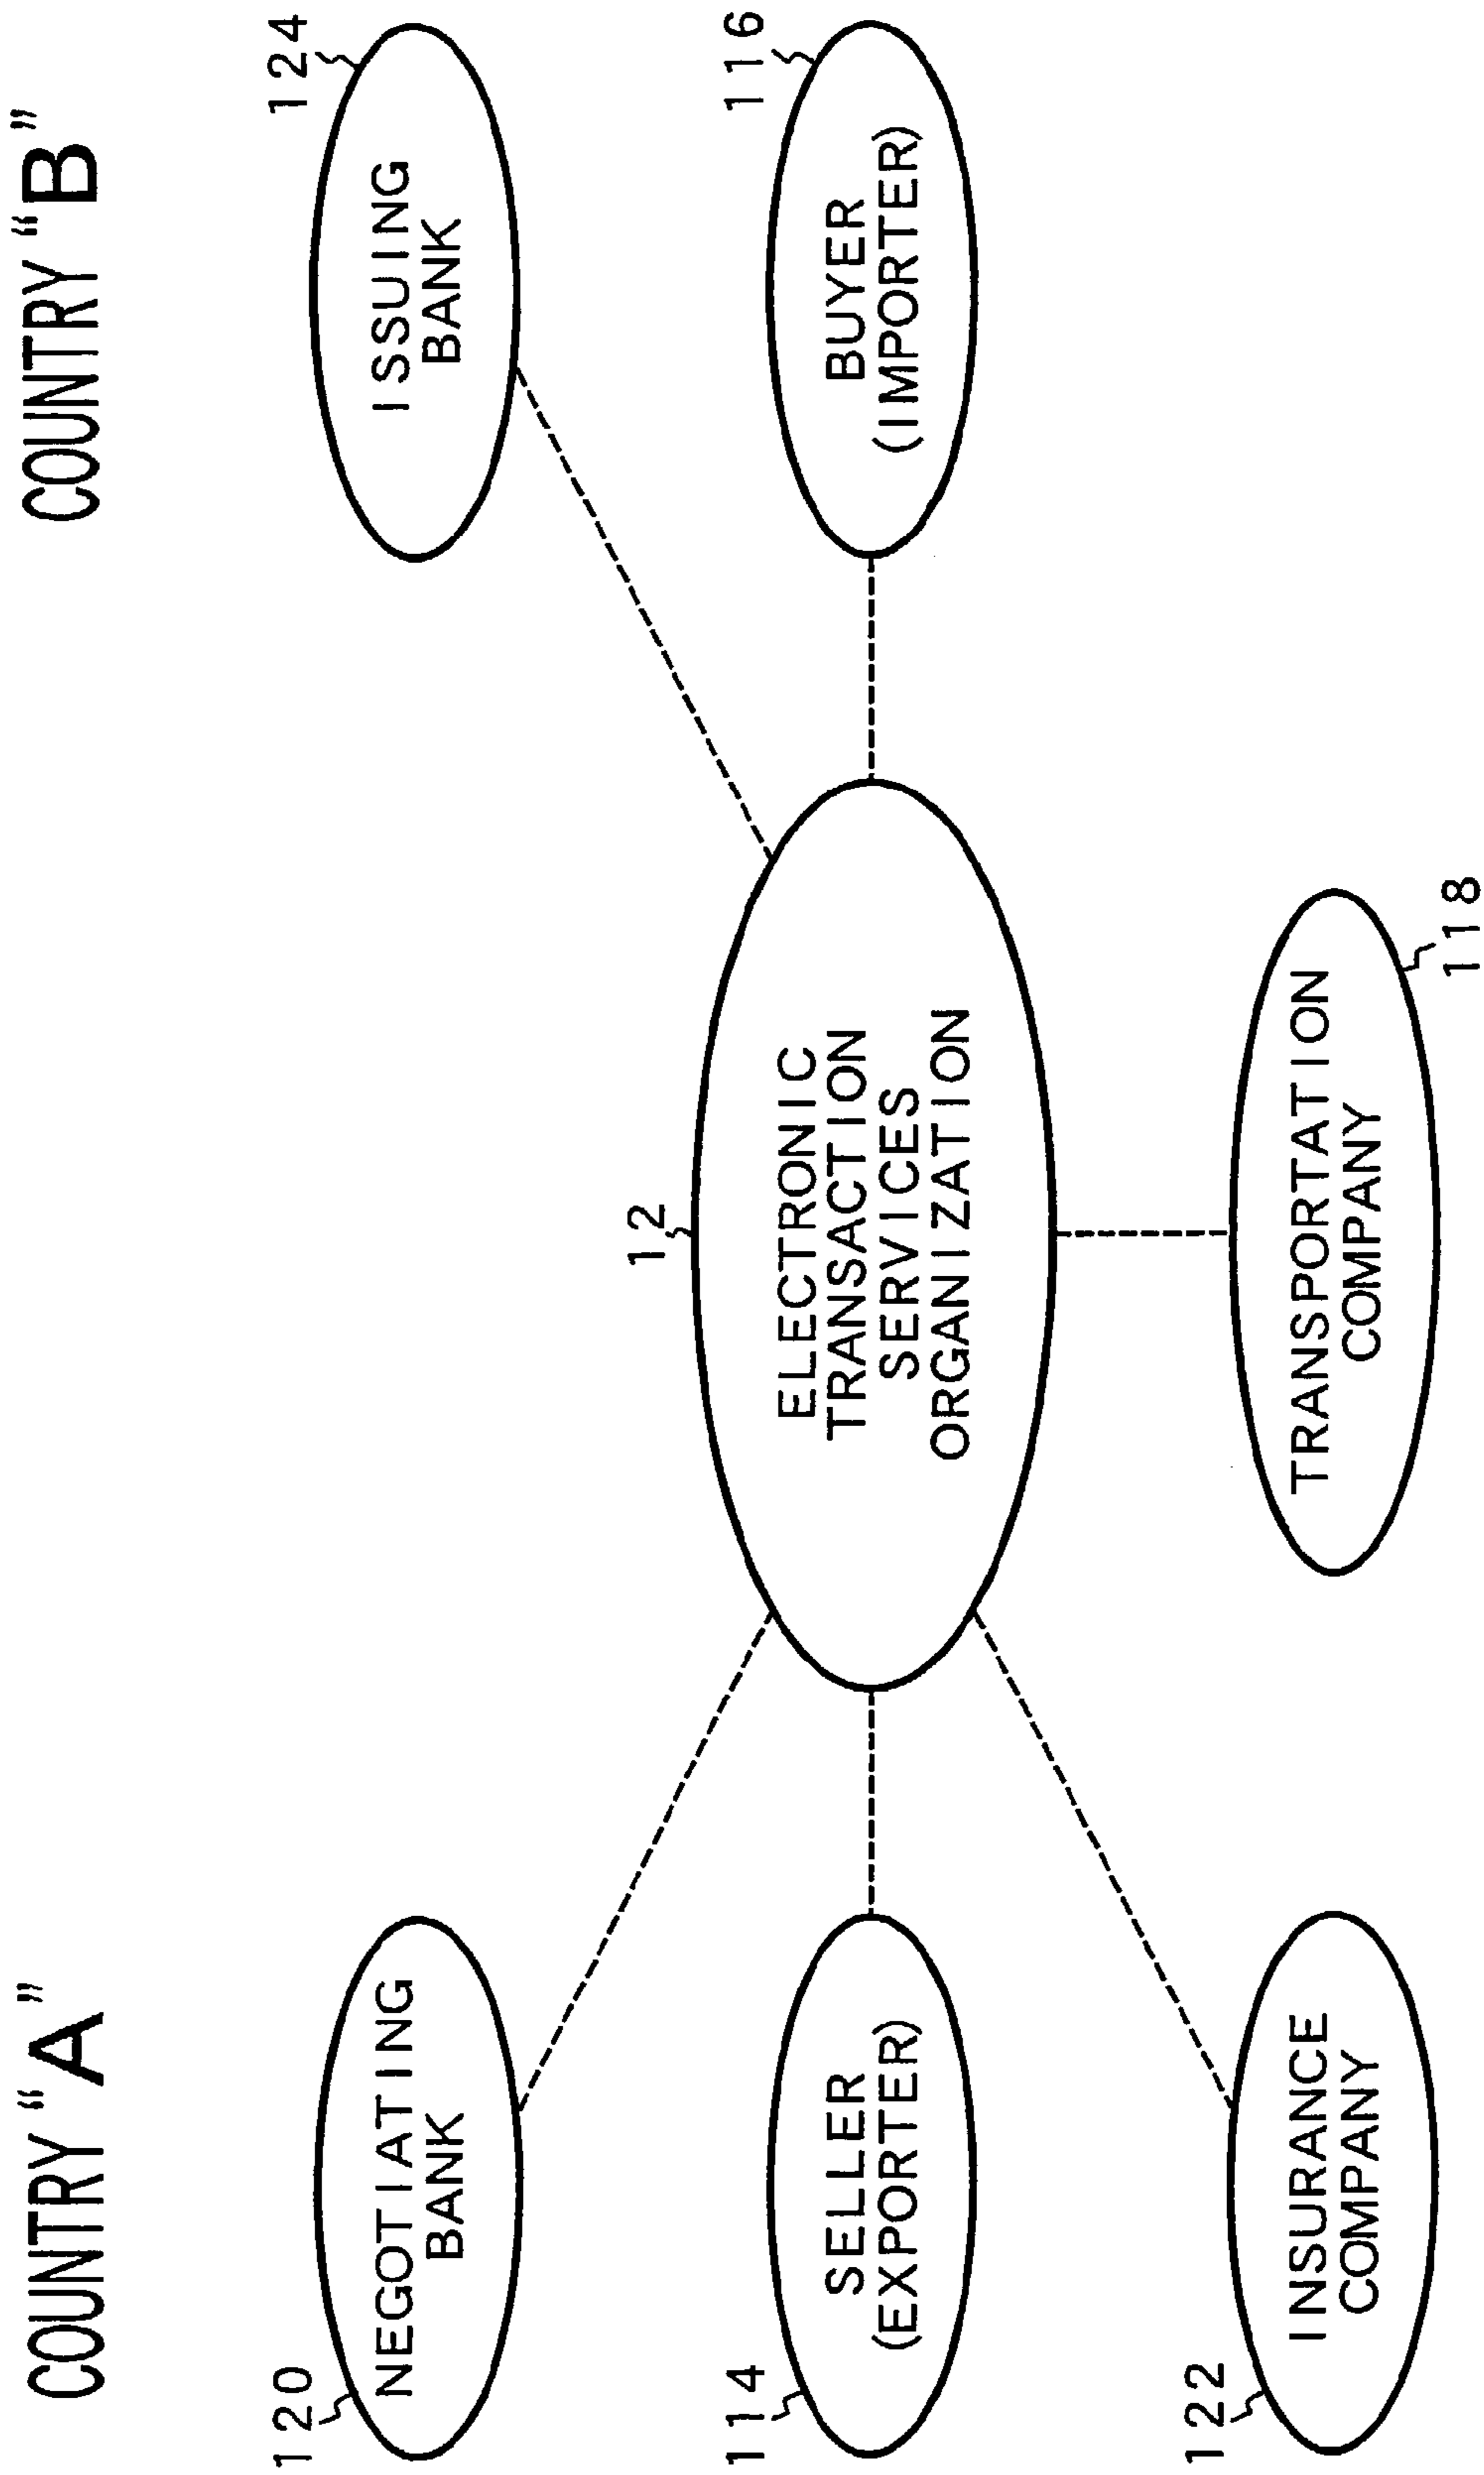 COUNTRY “A”
COUNTRY “B”
120
NEGOTIATING
BANK
124
ISSUING
BANK
12
ELECTRONIC
TRANSACTION
SERVICES
ORGANIZATION
114
SELLER
(EXPORTER)
116
BUYER
(IMPORTER)
122
INSURANCE
COMPANY
TRANSPORTATION
COMPANY
118